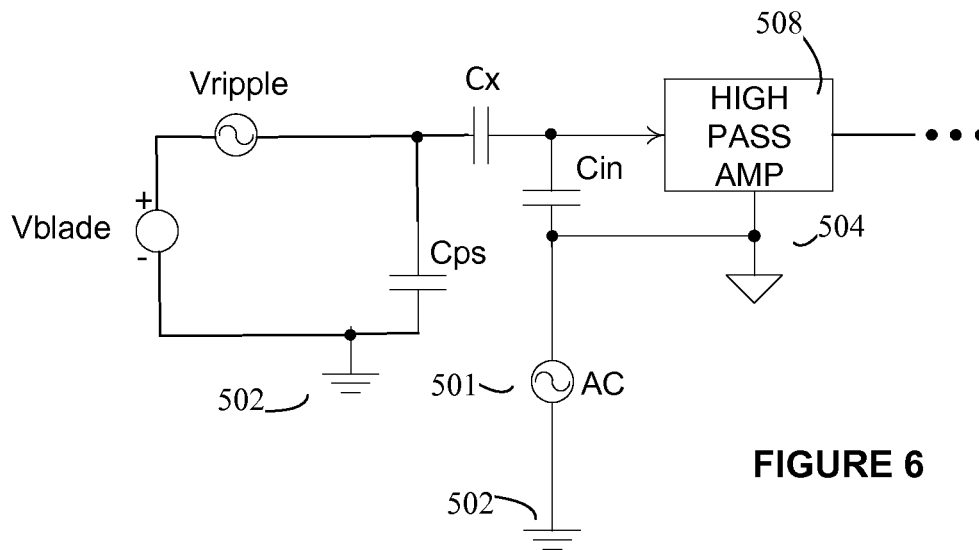 508
Vripple
Cx
HIGH
PASS
AMP
Cin
+
Vblade
-
Cps
504
502
501
AC
FIGURE 6
502